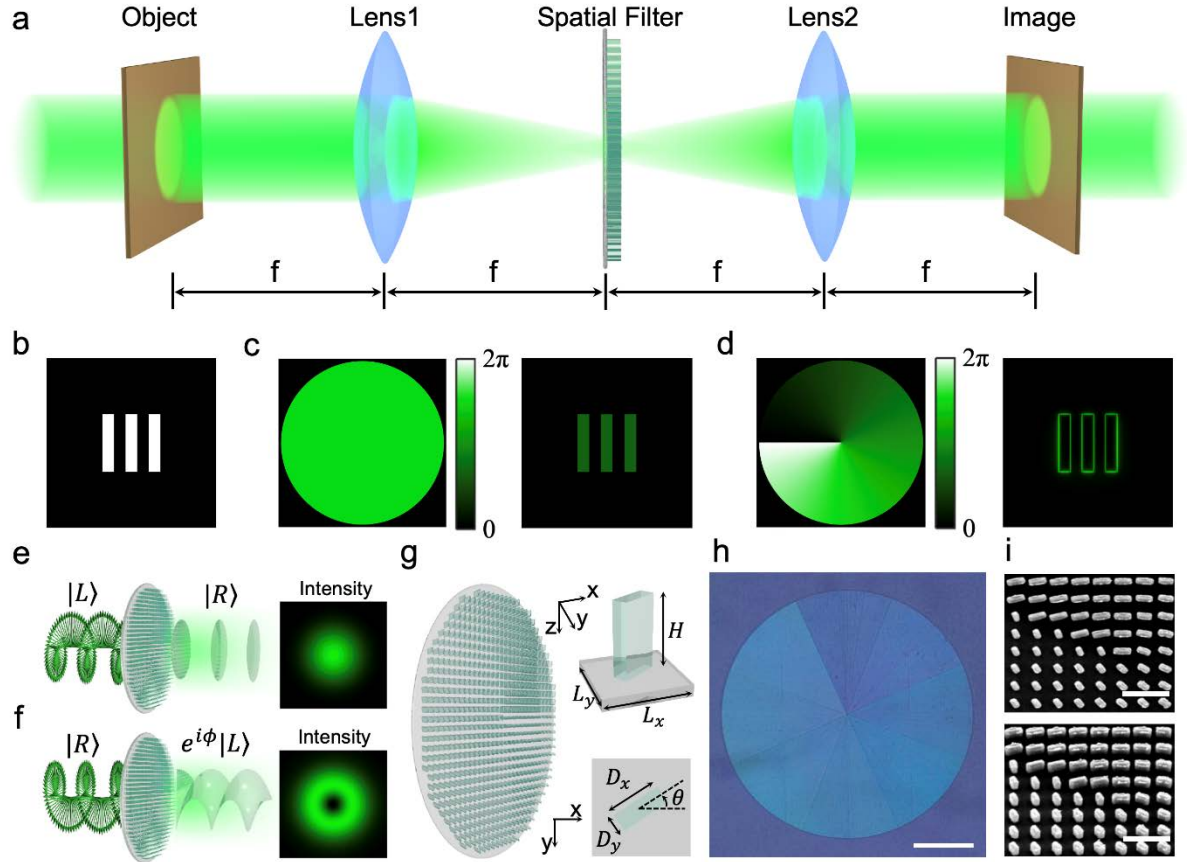 a
Object Lens1 Spatial Filter Lens2 Image
f f f f
b c 2π d 2π
0 0
e
|L⟩ |R⟩ Intensity
f
|R⟩ e^{iϕ}|L⟩ Intensity
g
x
y
z
H
L_y
L_x
D_x
θ
D_y
x
y
h
i